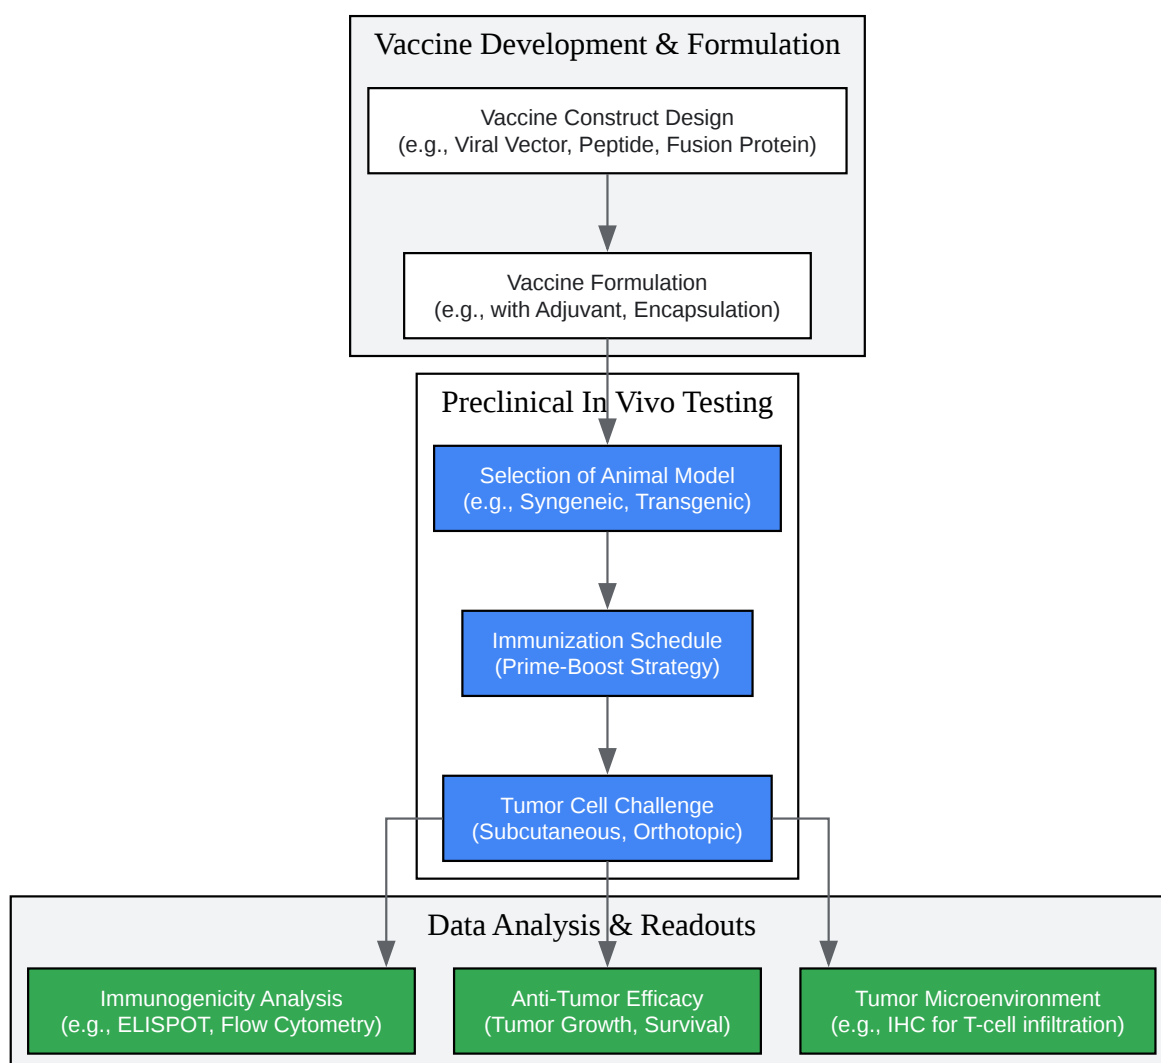 Vaccine Development & Formulation
Vaccine Construct Design
(e.g., Viral Vector, Peptide, Fusion Protein)
Vaccine Formulation
(e.g., with Adjuvant, Encapsulation)
Preclinical In Vivo Testing
Selection of Animal Model
(e.g., Syngeneic, Transgenic)
Immunization Schedule
(Prime-Boost Strategy)
Tumor Cell Challenge
(Subcutaneous, Orthotopic)
Data Analysis & Readouts
Immunogenicity Analysis
(e.g., ELISPOT, Flow Cytometry)
Anti-Tumor Efficacy
(Tumor Growth, Survival)
Tumor Microenvironment
(e.g., IHC for T-cell infiltration)